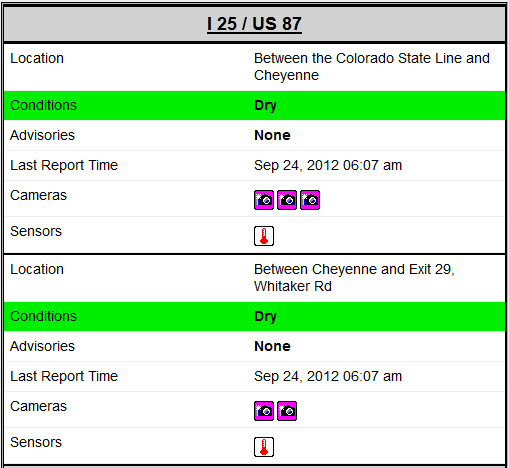 I 25 / US 87
Location Between the Colorado State Line and
Cheyenne
Conditions Dry
Advisories None
Last Report Time Sep 24, 2012 06:07 am
Cameras
Sensors
Location Between Cheyenne and Exit 29,
Whitaker Rd
Conditions Dry
Advisories None
Last Report Time Sep 24, 2012 06:07 am
Cameras
Sensors